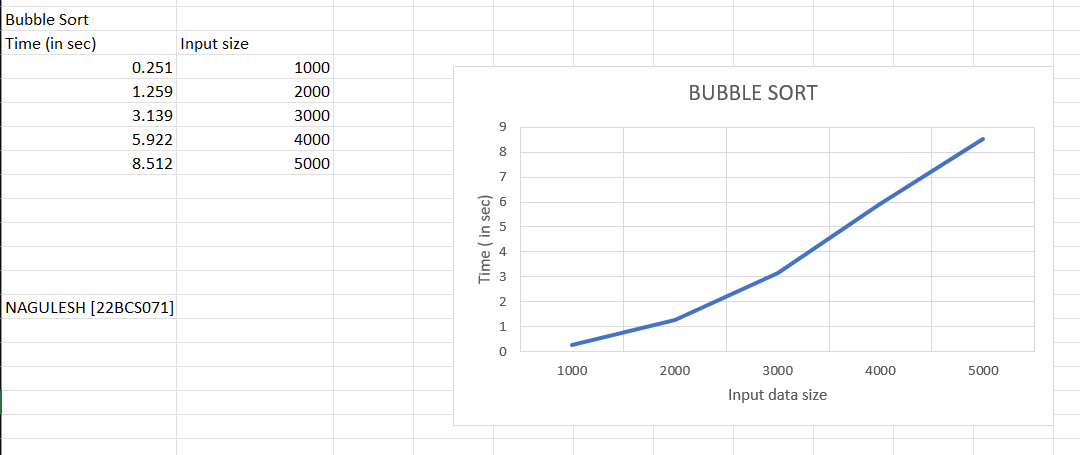 Bubble Sort
Time (in sec) Input size
0.251 1000
1.259 2000
3.139 3000
5.922 4000
8.512 5000
NAGULESH [22BCS071]
BUBBLE SORT
Time ( in sec)
9
8
7
6
5
4
3
2
1
0
1000 2000 3000 4000 5000
Input data size